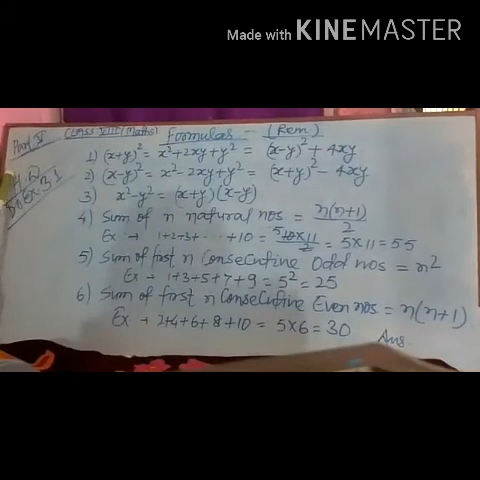 Made with KINEMASTER
Part V CLASS VIII (Maths) Formulas - (Rem)
1) (x+y)² = x²+2xy+y² = (x-y)² + 4xy
2) (x-y)² = x²-2xy+y² = (x+y)² - 4xy
3) x²-y² = (x+y)(x-y)
4) Sum of n natural nos = n(n+1)/2
Ex → 1+2+3+ - - - +10 = 10×11/2 = 5×11 = 55
5) Sum of first n Consecutive Odd nos = n²
Ex → 1+3+5+7+9 = 5² = 25
6) Sum of first n Consecutive Even nos = n(n+1)
Ex → 2+4+6+8+10 = 5×6 = 30
Ans.